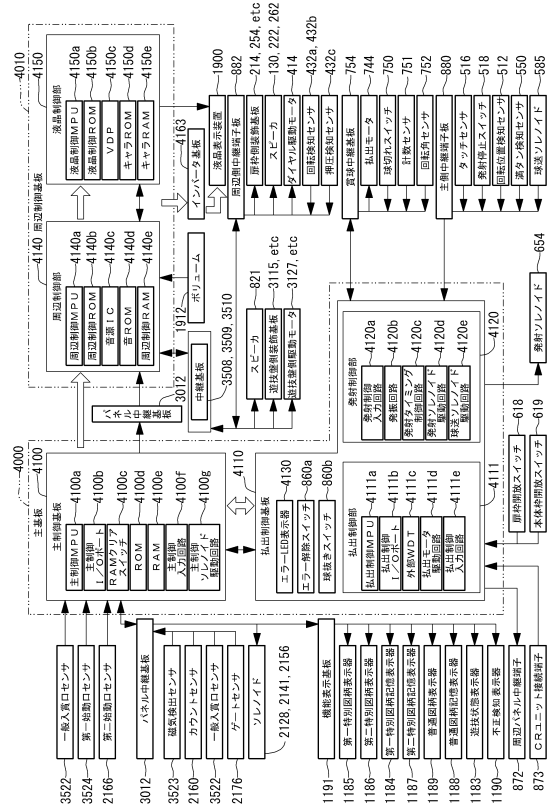 4000
主基板
4100
主制御基板
主制御MPU 4100a
主制御I/Oポート 4100b
RAMクリアスイッチ 4100c
ROM 4100d
RAM 4100e
主制御入力回路 4100f
主制御ソレノイド駆動回路 4100g
3522 一般入賞口センサ
3524 第一始動口センサ
2166 第二始動口センサ
3012 パネル中継基板
3523 磁気検出センサ
2160 カウントセンサ
3522 一般入賞口センサ
2176 ゲートセンサ
ソレノイド
2128, 2141, 2156
1191 機能表示基板
1185 第一特別図柄表示器
1186 第二特別図柄表示器
1184 第一特別図柄記憶表示器
1187 第二特別図柄記憶表示器
1189 普通図柄表示器
1188 普通図柄記憶表示器
1183 遊技状態表示器
1190 不正検知表示器
872 周辺パネル中継端子
873 CRユニット接続端子
4110
払出制御基板
エラーLED表示器 4130
エラー解除スイッチ 860a
球抜きスイッチ 860b
4111
払出制御部
払出制御MPU 4111a
払出制御I/Oポート 4111b
外部WDT 4111c
払出モータ駆動回路 4111d
払出制御入力回路 4111e
4120
発射制御部
発射制御入力回路 4120a
発振回路 4120b
発射タイミング制御回路 4120c
発射ソレノイド駆動回路 4120d
球送ソレノイド駆動回路 4120e
扉枠開放スイッチ 618
本体枠開放スイッチ 619
発射ソレノイド 654
4010
周辺制御基板
4140
周辺制御部
周辺制御MPU 4140a
周辺制御ROM 4140b
音源IC 4140c
音ROM 4140d
周辺制御RAM 4140e
4150
液晶制御部
液晶制御MPU 4150a
液晶制御ROM 4150b
VDP 4150c
キャラROM 4150d
キャラRAM 4150e
パネル中継基板 3012
1912 ボリューム
中継基板
3508, 3509, 3510
スピーカ 821
遊技盤側装飾基板 3115, etc
遊技盤側駆動モータ 3127, etc
インバータ基板 4163
液晶表示装置 1900
周辺側中継端子板 882
扉枠側装飾基板 214, 254, etc
スピーカ 130, 222, 262
ダイヤル駆動モータ 414
回転検知センサ 432a, 432b
押圧検知センサ 432c
賞球中継基板 754
払出モータ 744
球切れスイッチ 750
計数センサ 751
回転角センサ 752
主側中継端子板 880
タッチセンサ 516
発射停止スイッチ 518
回転位置検知センサ 512
満タン検知センサ 550
球送ソレノイド 585